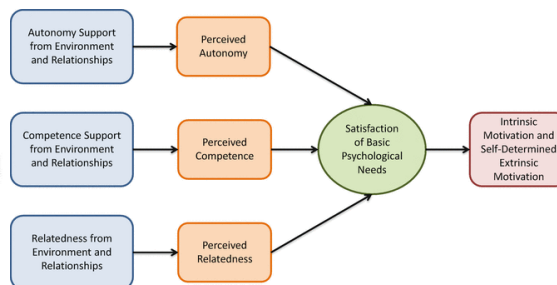 Autonomy Support
from Environment
and Relationships
Perceived
Autonomy
Competence Support
from Environment
and Relationships
Perceived
Competence
Satisfaction
of Basic
Psychological
Needs
Intrinsic
Motivation and
Self-Determined
Extrinsic
Motivation
Relatedness from
Environment and
Relationships
Perceived
Relatedness